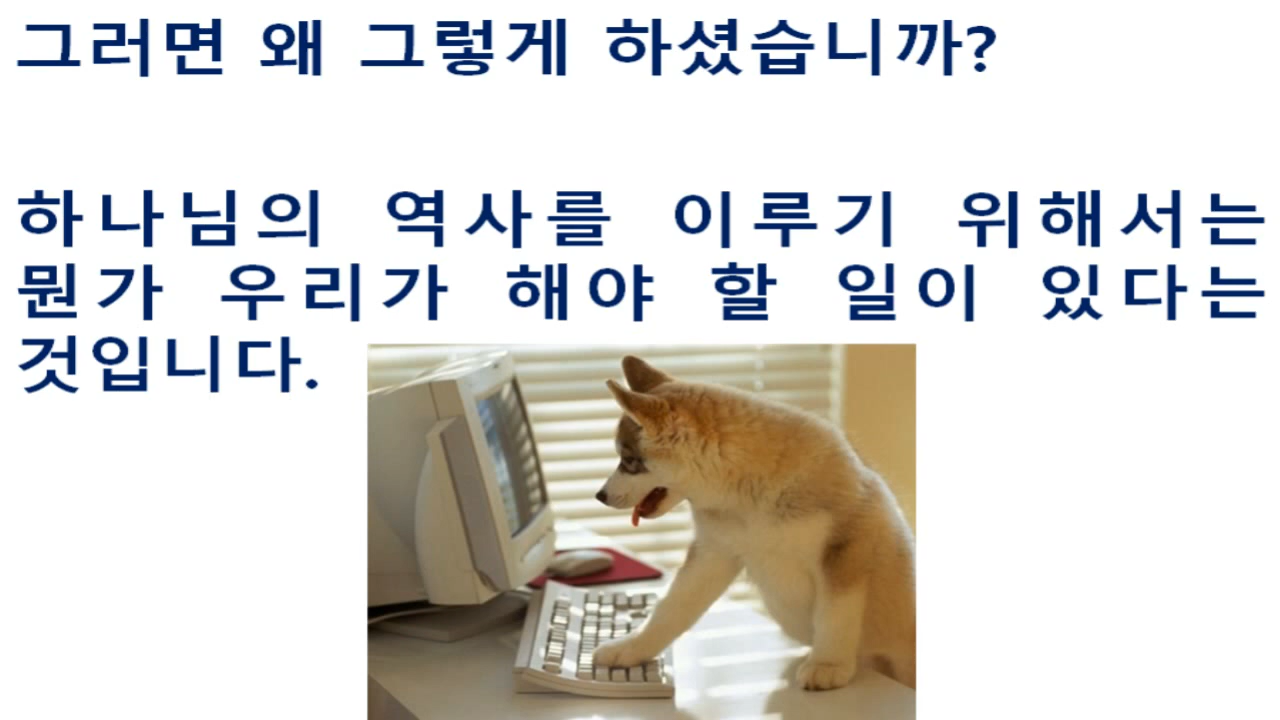 그러면 왜 그렇게 하셨습니까?
하나님의 역사를 이루기 위해서는
뭔가 우리가 해야 할 일이 있다는
것입니다.